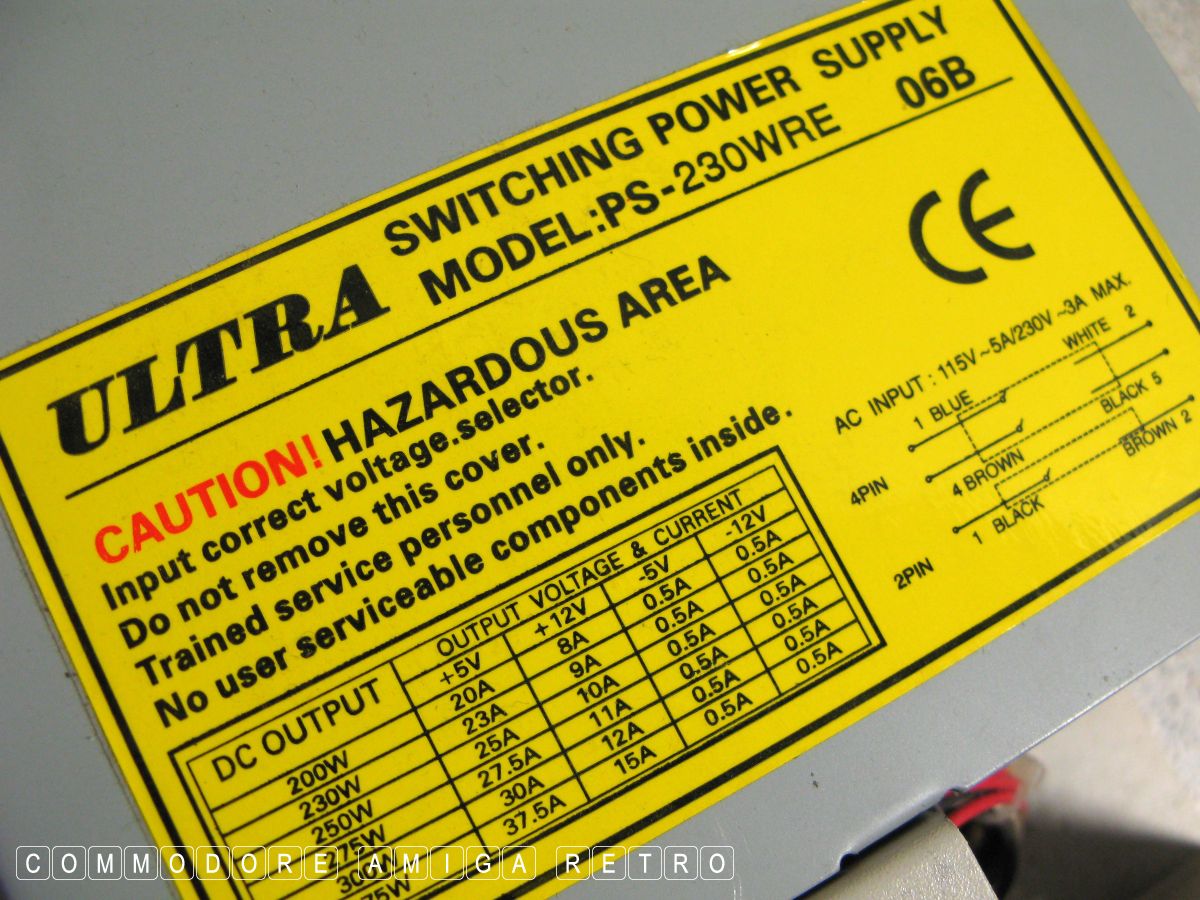 ULTRA
SWITCHING POWER SUPPLY
MODEL:PS-230WRE 06B
CE
CAUTION! HAZARDOUS AREA
Input correct voltage.selector.
Do not remove this cover.
Trained service personnel only.
No user serviceable components inside.
AC INPUT : 115V ~5A/230V ~3A MAX.
1 BLUE WHITE 2
4PIN 4 BROWN BLACK 5
2PIN 1 BLACK BROWN 2
DC OUTPUT OUTPUT VOLTAGE & CURRENT
+5V +12V -5V -12V
200W 20A 8A 0.5A 0.5A
230W 23A 9A 0.5A 0.5A
250W 25A 10A 0.5A 0.5A
275W 27.5A 11A 0.5A 0.5A
300W 30A 12A 0.5A 0.5A
75W 37.5A 15A 0.5A 0.5A
COMMODORE AMIGA RETRO